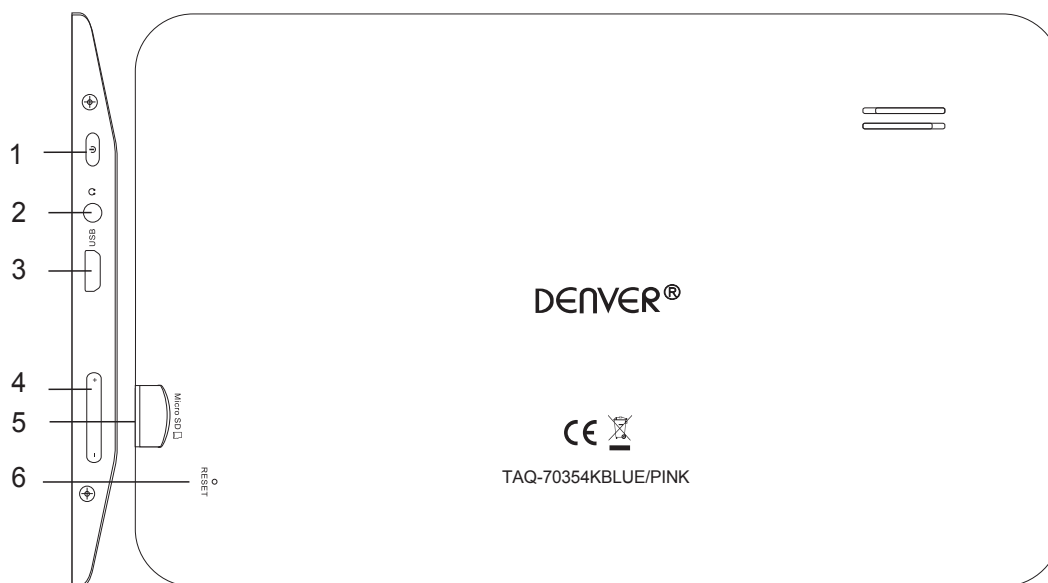 1
2
USB
3
4
+
-
5
Micro SD
6
RESET
DENVER®
CE
TAQ-70354KBLUE/PINK